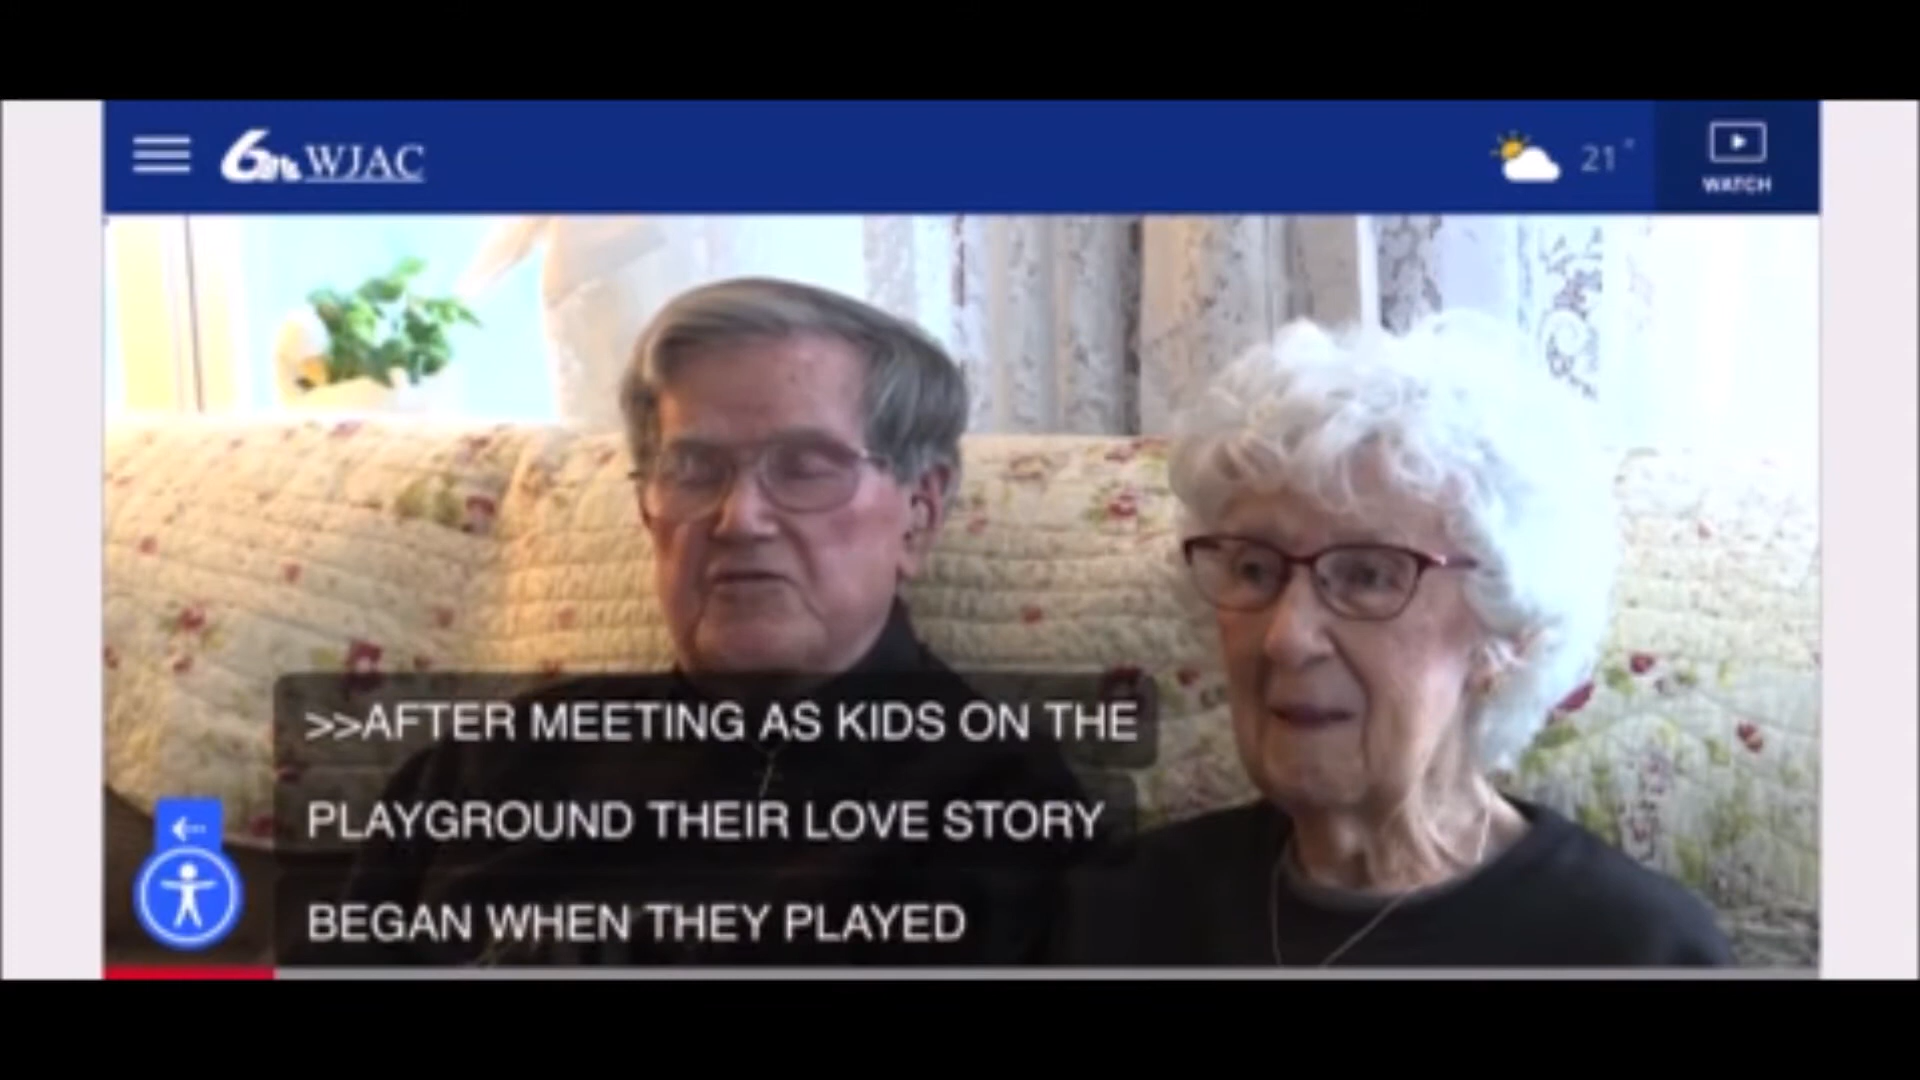 6 WJAC
21°
WATCH
>>AFTER MEETING AS KIDS ON THE
PLAYGROUND THEIR LOVE STORY
BEGAN WHEN THEY PLAYED